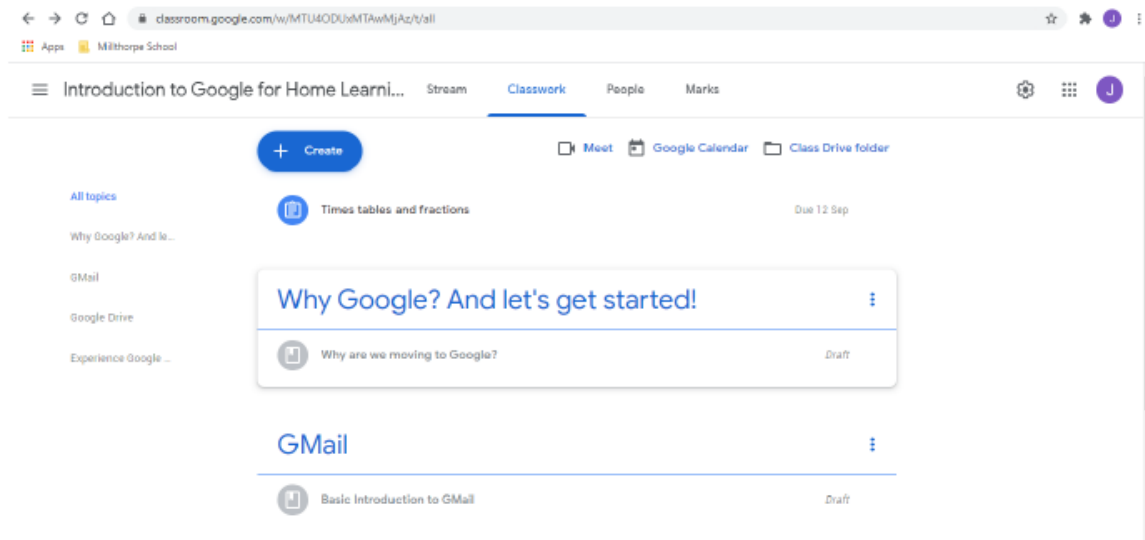 classroom.google.com/w/MTU4ODUxMTAwMjAz/t/all
J
Apps Millthorpe School
Introduction to Google for Home Learni... Stream Classwork People Marks
J
Create Meet Google Calendar Class Drive folder
All topics
Times tables and fractions Due 12 Sep
Why Google? And le...
GMail
Google Drive
Experience Google ...
Why Google? And let's get started!
Why are we moving to Google? Draft
GMail
Basic Introduction to GMail Draft